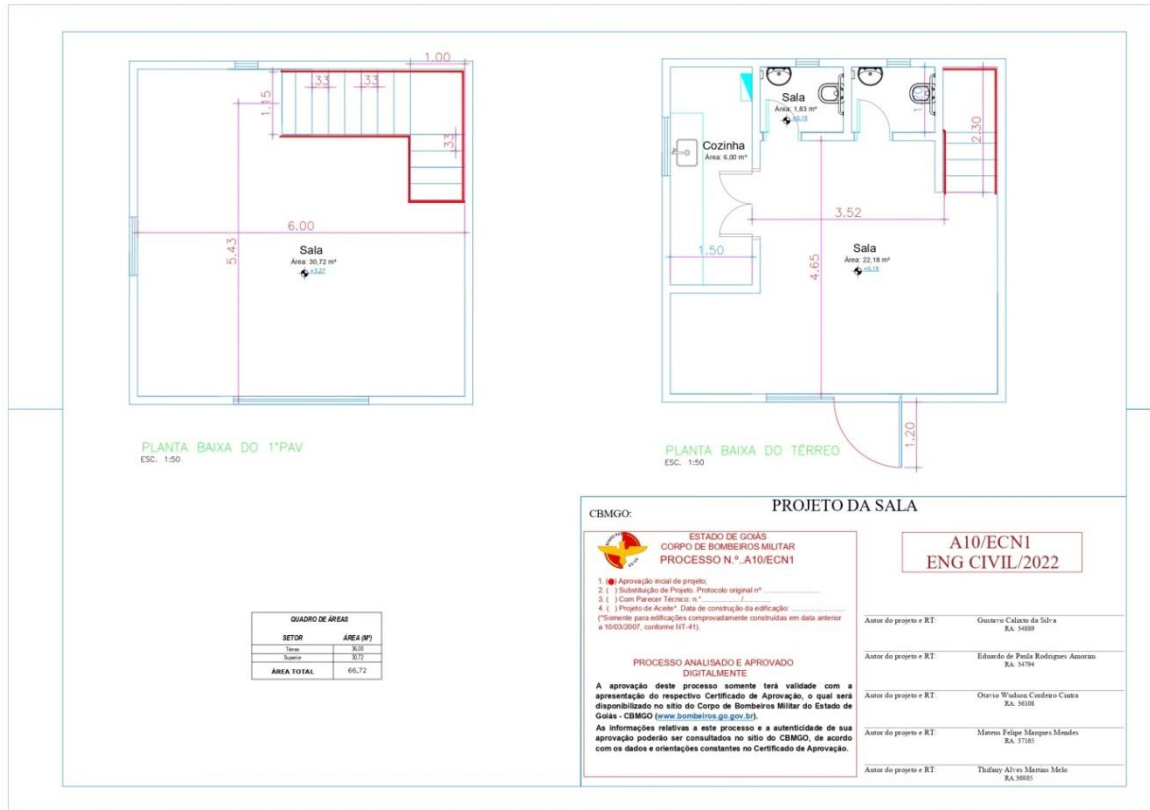 1.00
.33
.33
1.15
.33
6.00
5.43
Sala
Área: 30,72 m²
+3,27
PLANTA BAIXA DO 1°PAV
ESC. 1:50
Sala
Área: 1,83 m²
+0,15
Cozinha
Área: 6,00 m²
2.30
3.52
1.50
4.65
Sala
Área: 22,18 m²
+0,15
1.20
PLANTA BAIXA DO TÉRREO
ESC. 1:50
QUADRO DE ÁREAS
SETOR ÁREA (M²)
Térreo 36,00
Superior 30,72
ÁREA TOTAL 66,72
CBMGO:
PROJETO DA SALA
ESTADO DE GOIÁS
CORPO DE BOMBEIROS MILITAR
PROCESSO N.º..A10/ECN1
1. ( ) Aprovação incial de projeto;
2. ( ) Substituição de Projeto. Protocolo original nº ......................
3. ( ) Com Parecer Técnico: n.º ............../..........
4. ( ) Projeto de Aceite*. Data de construção da edificação: ....................
(*Somente para edificações comprovadamente construídas em data anterior
a 10/03/2007, conforme NT-41).
PROCESSO ANALISADO E APROVADO
DIGITALMENTE
A aprovação deste processo somente terá validade com a
apresentação do respectivo Certificado de Aprovação, o qual será
disponibilizado no sítio do Corpo de Bombeiros Militar do Estado de
Goiás - CBMGO (www.bombeiros.go.gov.br).
As informações relativas a este processo e a autenticidade de sua
aprovação poderão ser consultados no sítio do CBMGO, de acordo
com os dados e orientações constantes no Certificado de Aprovação.
A10/ECN1
ENG CIVIL/2022
Autor do projeto e RT: Gustavo Calixto da Silva
RA: 34889
Autor do projeto e RT: Eduardo de Paula Rodrigues Amorim
RA: 34794
Autor do projeto e RT: Otavio Wudson Cordeiro Cintra
RA: 36108
Autor do projeto e RT: Mateus Felipe Marques Mendes
RA: 37165
Autor do projeto e RT: Thifany Alves Martins Melo